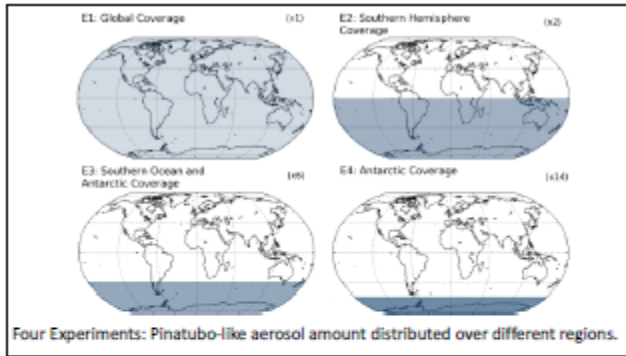 E1: Global Coverage (x1)
E2: Southern Hemisphere (x2)
Coverage
E3: Southern Ocean and (x6)
Antarctic Coverage
E4: Antarctic Coverage (x14)
Four Experiments: Pinatubo-like aerosol amount distributed over different regions.